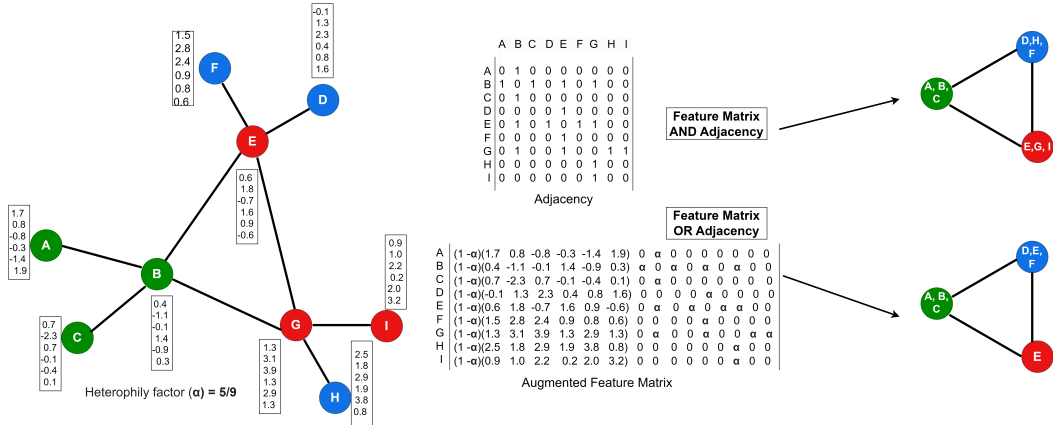 1.5
2.8
2.4
0.9
0.8
0.6
F
-0.1
1.3
2.3
0.4
0.8
1.6
D
E
0.6
1.8
-0.7
1.6
0.9
-0.6
1.7
0.8
-0.8
-0.3
-1.4
1.9
A
B
0.4
-1.1
-0.1
1.4
-0.9
0.3
0.7
-2.3
0.7
-0.1
-0.4
0.1
C
G
1.3
3.1
3.9
1.3
2.9
1.3
0.9
1.0
2.2
0.2
2.0
3.2
I
2.5
1.8
2.9
1.9
3.8
0.8
H
Heterophily factor (α) = 5/9
A B C D E F G H I
A 0 1 0 0 0 0 0 0 0
B 1 0 1 0 1 0 1 0 0
C 0 1 0 0 0 0 0 0 0
D 0 0 0 0 1 0 0 0 0
E 0 1 0 1 0 1 1 0 0
F 0 0 0 0 1 0 0 0 0
G 0 1 0 0 1 0 0 1 1
H 0 0 0 0 0 0 1 0 0
I 0 0 0 0 0 0 1 0 0
Adjacency
Feature Matrix
AND Adjacency
Feature Matrix
OR Adjacency
A (1-α)(1.7 0.8 -0.8 -0.3 -1.4 1.9) 0 α 0 0 0 0 0 0 0
B (1-α)(0.4 -1.1 -0.1 1.4 -0.9 0.3) α 0 α 0 α 0 α 0 0
C (1-α)(0.7 -2.3 0.7 -0.1 -0.4 0.1) 0 α 0 0 0 0 0 0 0
D (1-α)(-0.1 1.3 2.3 0.4 0.8 1.6) 0 0 0 0 α 0 0 0 0
E (1-α)(0.6 1.8 -0.7 1.6 0.9 -0.6) 0 α 0 α 0 α α 0 0
F (1-α)(1.5 2.8 2.4 0.9 0.8 0.6) 0 0 0 0 α 0 0 0 0
G (1-α)(1.3 3.1 3.9 1.3 2.9 1.3) 0 α 0 0 α 0 0 α α
H (1-α)(2.5 1.8 2.9 1.9 3.8 0.8) 0 0 0 0 0 0 α 0 0
I (1-α)(0.9 1.0 2.2 0.2 2.0 3.2) 0 0 0 0 0 0 α 0 0
Augmented Feature Matrix
D,H,
F
A, B,
C
E,G, I
D,E,
F
A, B,
C
E